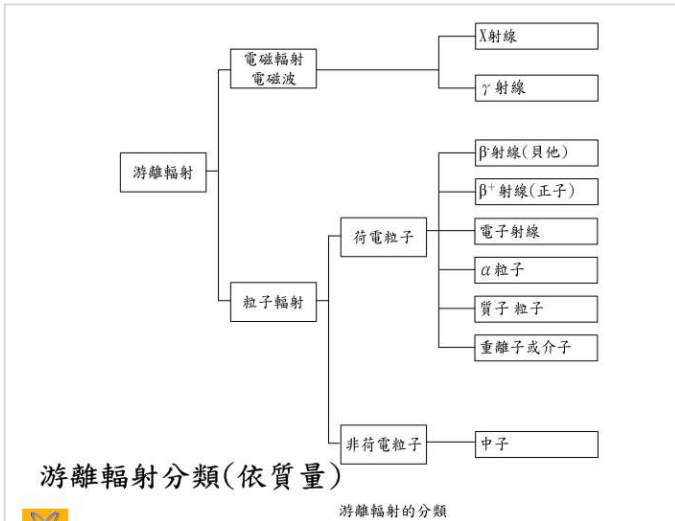 X射線
電磁輻射
電磁波
γ射線
游離輻射
β-射線(貝他)
β+射線(正子)
荷電粒子
電子射線
α粒子
粒子輻射
質子 粒子
重離子或介子
非荷電粒子
中子
游離輻射分類(依質量)
游離輻射的分類